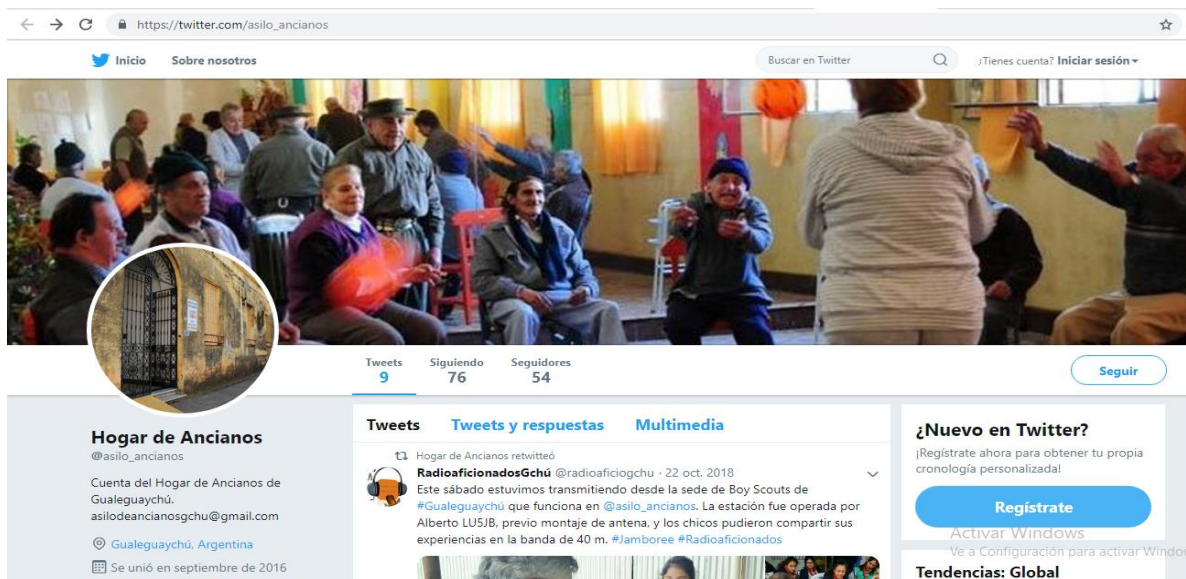 https://twitter.com/asilo_ancianos
Inicio Sobre nosotros
Buscar en Twitter
¿Tienes cuenta? Iniciar sesión
Tweets Siguiendo Seguidores
9 76 54
Seguir
Hogar de Ancianos
@asilo_ancianos
Cuenta del Hogar de Ancianos de
Gualeguaychú.
asilodeancianosgchu@gmail.com
Gualeguaychú, Argentina
Se unió en septiembre de 2016
Tweets Tweets y respuestas Multimedia
Hogar de Ancianos retwitteó
RadioaficionadosGchú @radioaficiogchu · 22 oct. 2018
Este sábado estuvimos transmitiendo desde la sede de Boy Scouts de
#Gualeguaychú que funciona en @asilo_ancianos. La estación fue operada por
Alberto LU5JB, previo montaje de antena, y los chicos pudieron compartir sus
experiencias en la banda de 40 m. #Jamboree #Radioaficionados
¿Nuevo en Twitter?
¡Regístrate ahora para obtener tu propia
cronología personalizada!
Regístrate
Activar Windows
Ve a Configuración para activar Window
Tendencias: Global